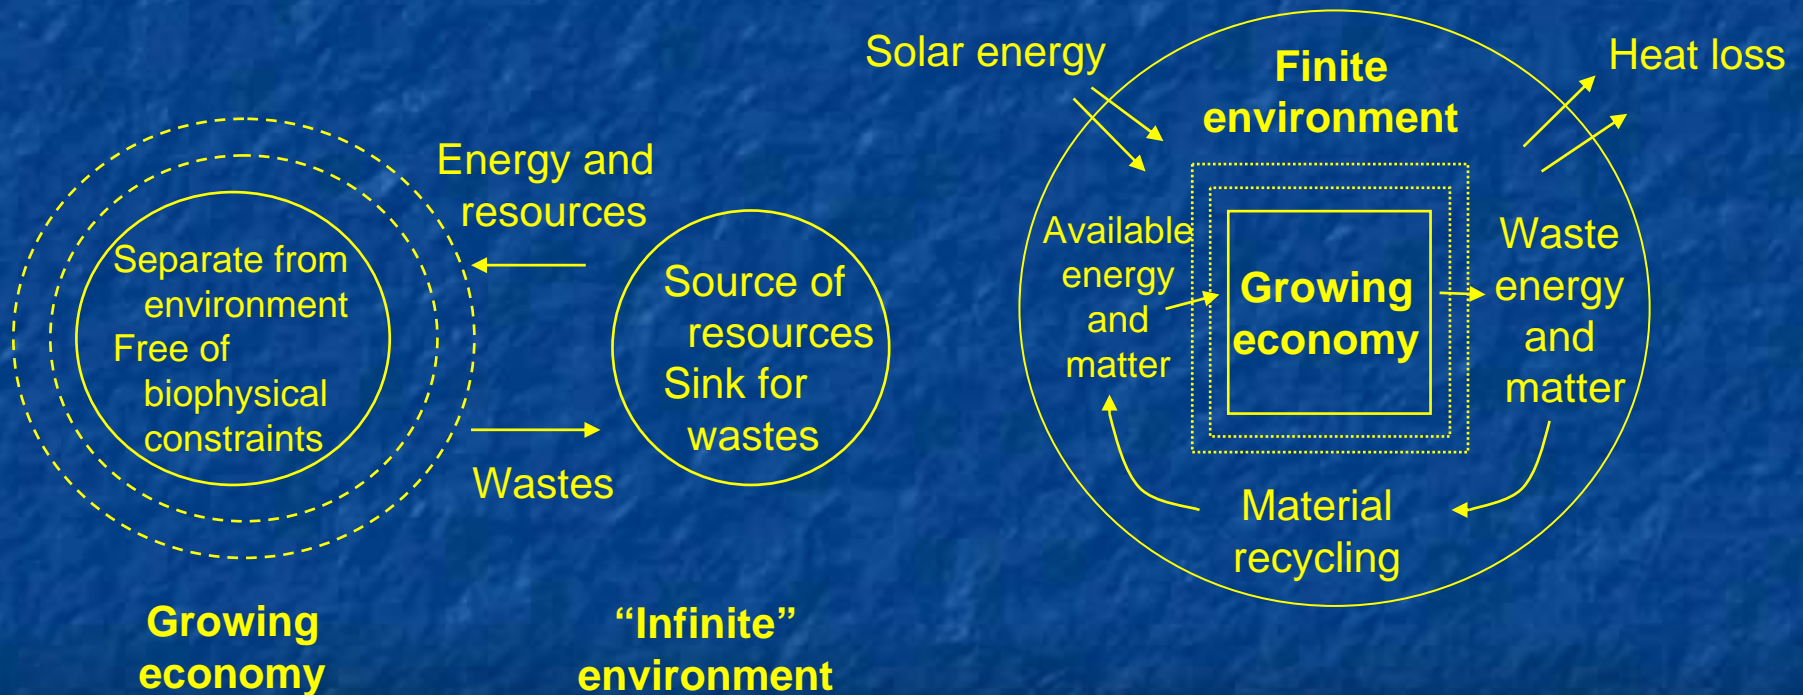 Separate from
environment
Free of
biophysical
constraints
Energy and
resources
Wastes
Source of
resources
Sink for
wastes
Growing
economy
“Infinite”
environment
Solar energy
Finite
environment
Heat loss
Available
energy
and
matter
Growing
economy
Waste
energy
and
matter
Material
recycling